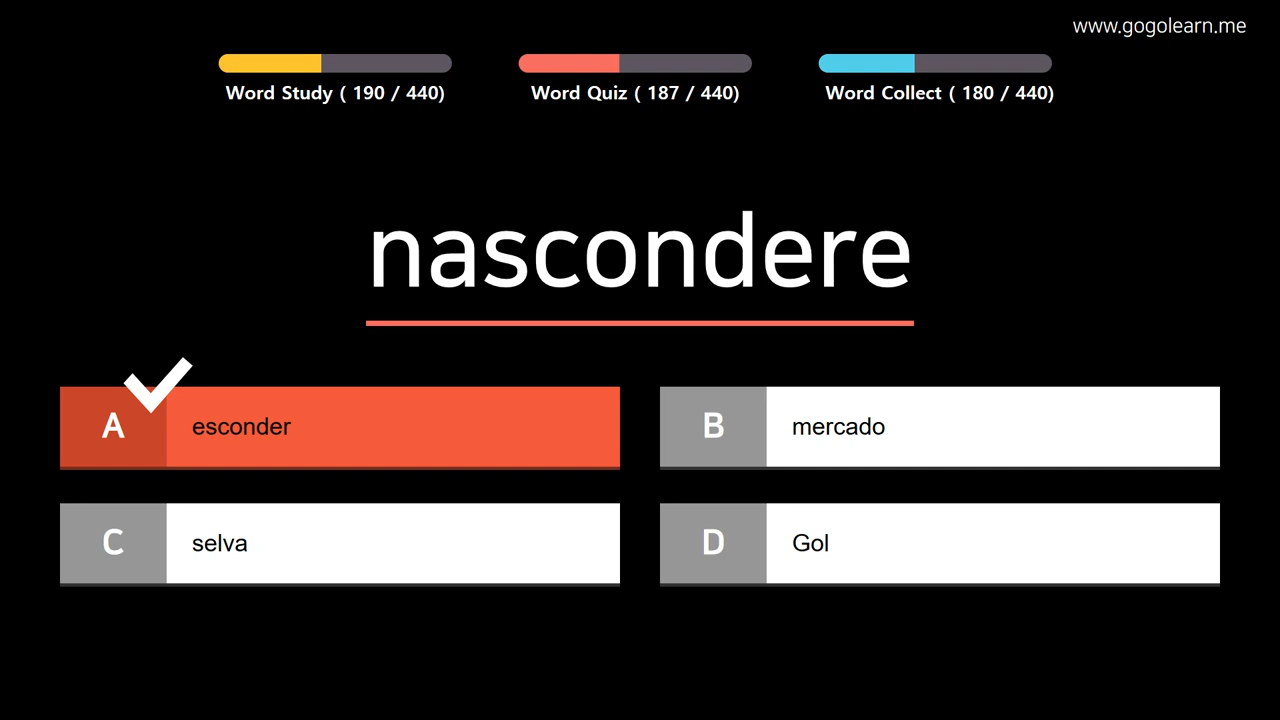 www.gogolearn.me
Word Study ( 190 / 440)
Word Quiz ( 187 / 440)
Word Collect ( 180 / 440)
nascondere
A esconder
B mercado
C selva
D Gol